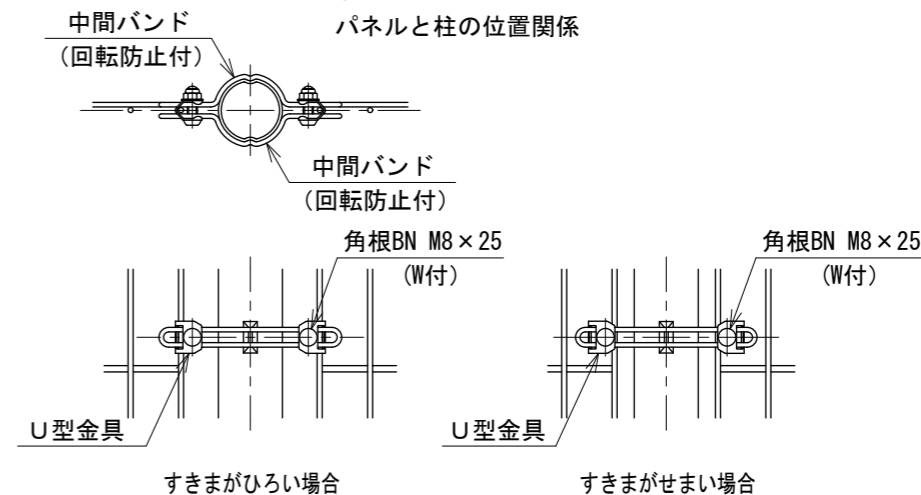 パネルと柱の位置関係
中間バンド
(回転防止付)
中間バンド
(回転防止付)
角根BN M8×25
(W付)
角根BN M8×25
(W付)
U型金具
U型金具
すきまがひろい場合
すきまがせまい場合